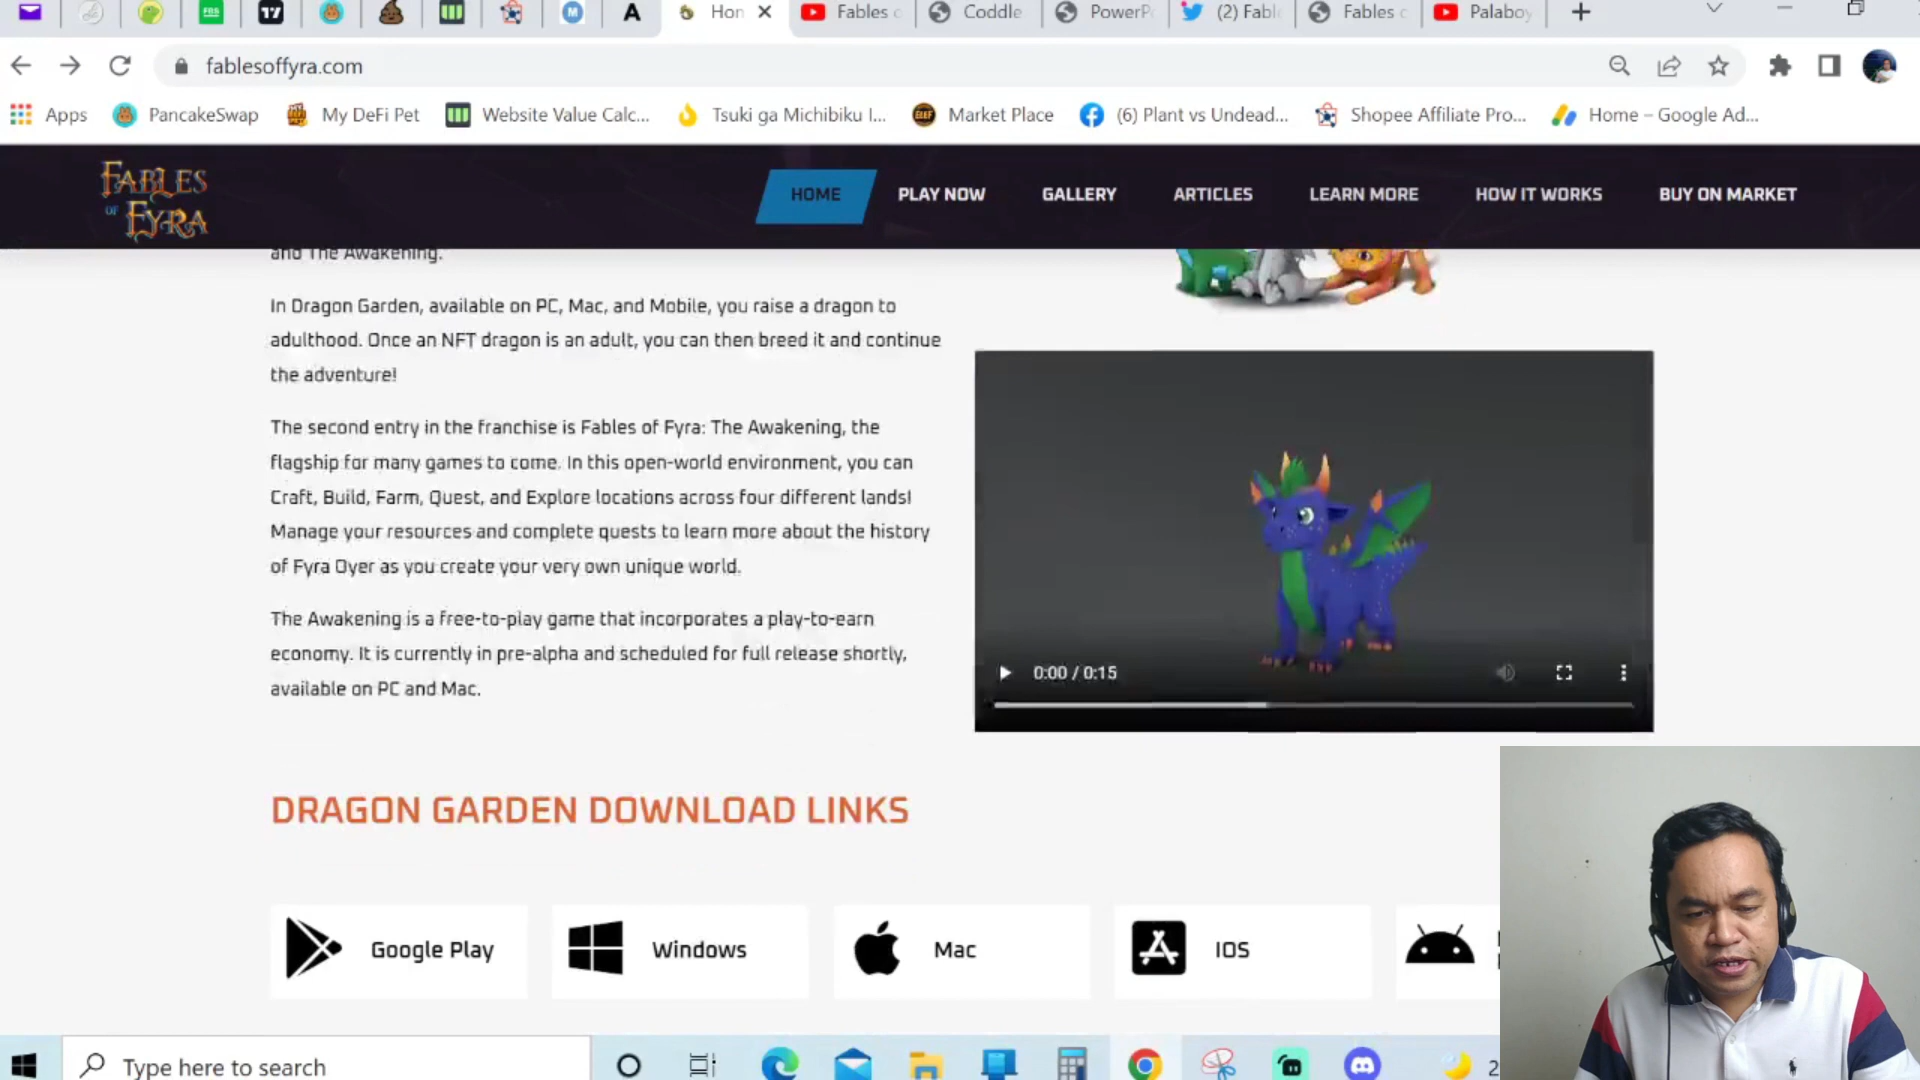 Hon
Fables o
Coddle
PowerPo
(2) Fabl
Fables o
Palaboy
fablesoffyra.com
Apps
PancakeSwap
My DeFi Pet
Website Value Calc...
Tsuki ga Michibiku I...
Market Place
(6) Plant vs Undead...
Shopee Affiliate Pro...
Home – Google Ad...
FABLES
OF FYRA
HOME
PLAY NOW
GALLERY
ARTICLES
LEARN MORE
HOW IT WORKS
BUY ON MARKET
and The Awakening.
In Dragon Garden, available on PC, Mac, and Mobile, you raise a dragon to
adulthood. Once an NFT dragon is an adult, you can then breed it and continue
the adventure!
The second entry in the franchise is Fables of Fyra: The Awakening, the
flagship for many games to come. In this open-world environment, you can
Craft, Build, Farm, Quest, and Explore locations across four different lands!
Manage your resources and complete quests to learn more about the history
of Fyra Oyer as you create your very own unique world.
The Awakening is a free-to-play game that incorporates a play-to-earn
economy. It is currently in pre-alpha and scheduled for full release shortly,
available on PC and Mac.
0:00 / 0:15
DRAGON GARDEN DOWNLOAD LINKS
Google Play
Windows
Mac
IOS
Type here to search